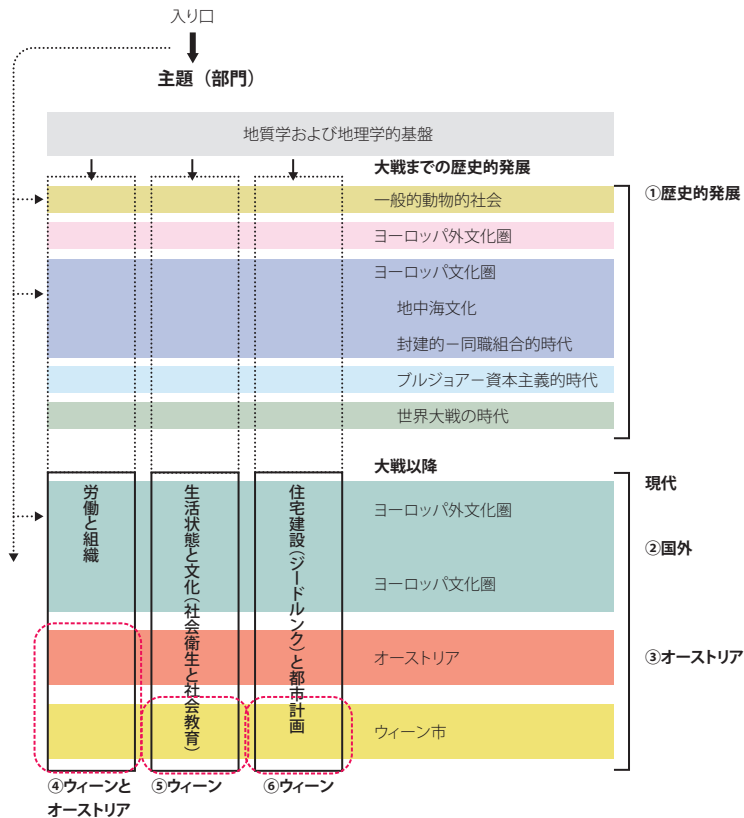 入り口
主題（部門）
地質学および地理学的基盤
大戦までの歴史的発展
一般的動物的社会
①歴史的発展
ヨーロッパ外文化圏
ヨーロッパ文化圏
地中海文化
封建的－同職組合的時代
ブルジョアー資本主義的時代
世界大戦の時代
大戦以降
現代
労働と組織
生活状態と文化（社会衛生と社会教育）
住宅建設（ジードルンク）と都市計画
ヨーロッパ外文化圏
②国外
ヨーロッパ文化圏
オーストリア
③オーストリア
ウィーン市
④ウィーンと
オーストリア
⑤ウィーン
⑥ウィーン